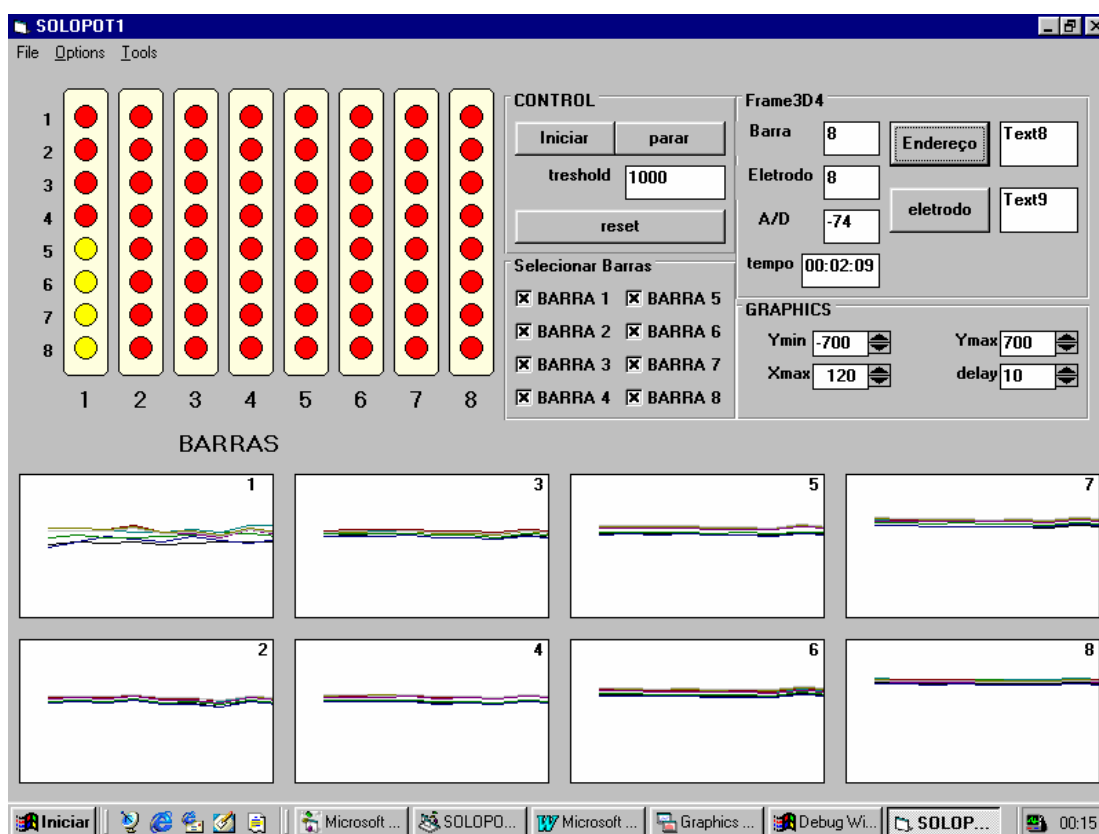 SOLOPOT1
File Options Tools
1
2
3
4
5
6
7
8
1 2 3 4 5 6 7 8
BARRAS
CONTROL
Iniciar parar
treshold 1000
reset
Selecionar Barras
BARRA 1 BARRA 5
BARRA 2 BARRA 6
BARRA 3 BARRA 7
BARRA 4 BARRA 8
Frame3D4
Barra 8 Endereço Text8
Eletrodo 8 eletrodo Text9
A/D -74
tempo 00:02:09
GRAPHICS
Ymin -700 Ymax 700
Xmax 120 delay 10
1 3 5 7
2 4 6 8
Iniciar Microsoft ... SOLOPO... Microsoft ... Graphics ... Debug Wi... SOLOP... 00:15